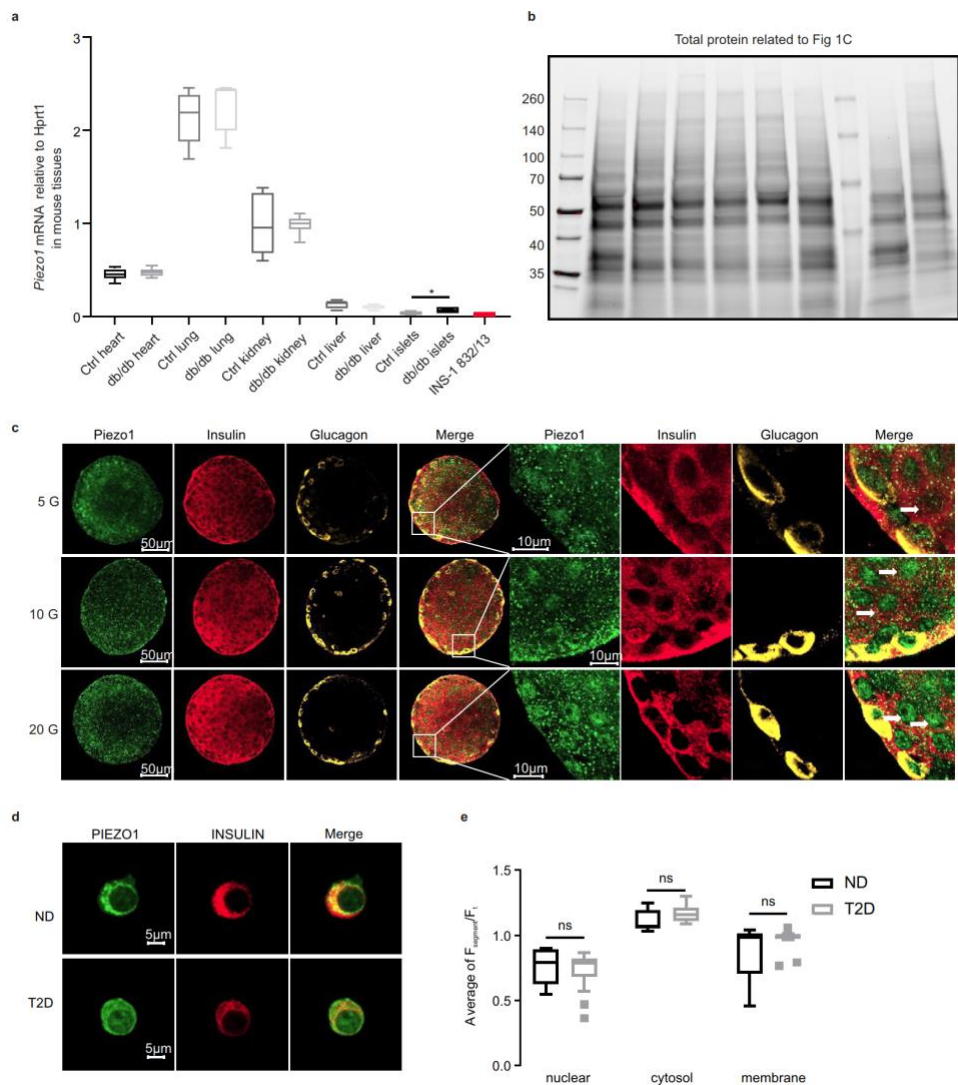 a
Piezo1 mRNA relative to Hprt1
in mouse tissues
3
2
1
0
Ctrl heart
db/db heart
Ctrl lung
db/db lung
Ctrl kidney
db/db kidney
Ctrl liver
db/db liver
Ctrl islets
db/db islets
INS-1 832/13
*
b
Total protein related to Fig 1C
260
140
100
70
50
40
35
c
Piezo1 Insulin Glucagon Merge Piezo1 Insulin Glucagon Merge
5 G
50µm
10µm
10 G
50µm
10µm
20 G
50µm
10µm
d
PIEZO1 INSULIN Merge
ND
5µm
T2D
5µm
e
Average of Fsegment/Ft
1.5
1.0
0.5
0.0
ns
ns
ns
ND
T2D
nuclear cytosol membrane